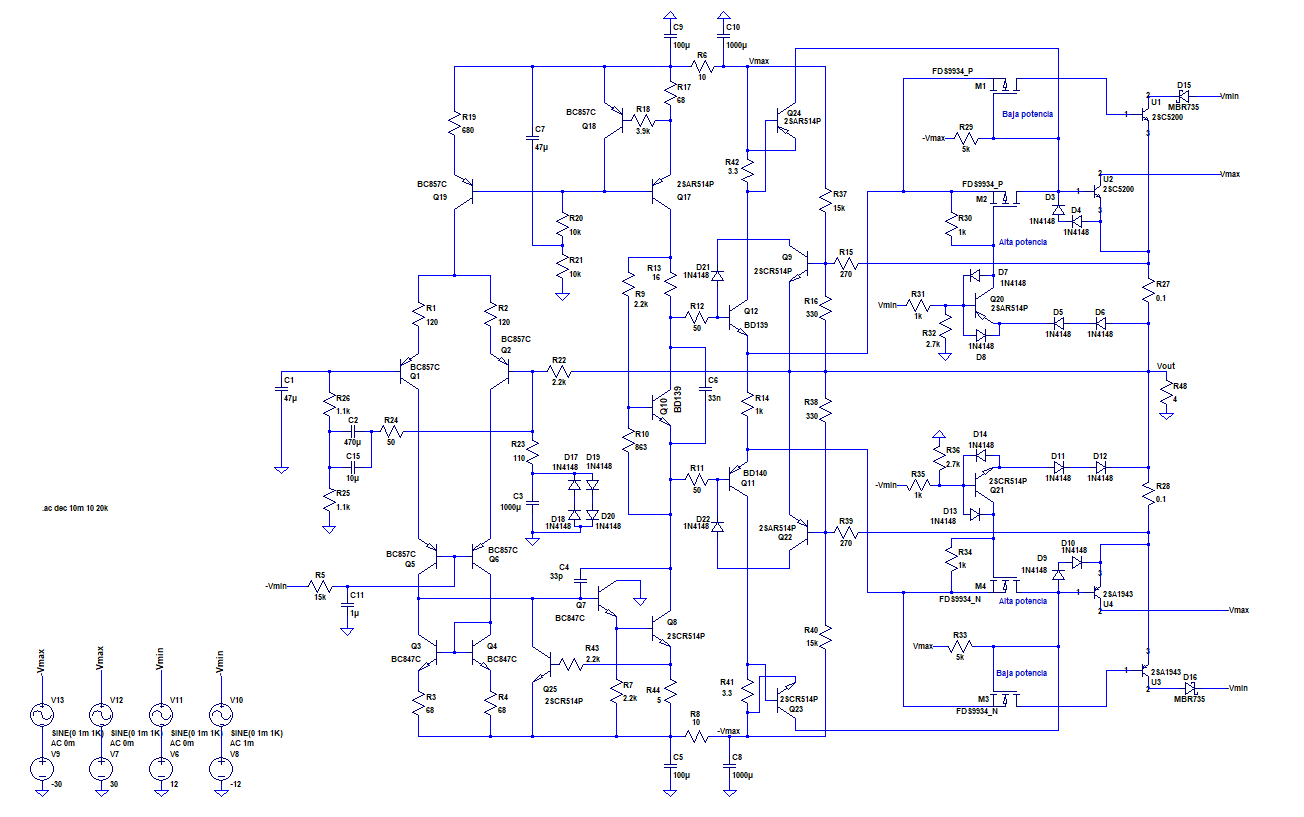 C9
100µ
C10
1000µ
R6
10
Vmax
R17
68
R18
3.9k
BC857C
Q18
C7
47µ
R19
680
BC857C
Q19
2SAR514P
Q17
R20
10k
R21
10k
Q24
2SAR514P
R42
3.3
R37
15k
FDS9934_P
M1
Baja potencia
-Vmax
R29
5k
D15
MBR735
Vmin
2
U1
2SC5200
1
3
FDS9934_P
M2
2
U2
2SC5200
1
3
Vmax
D3
1N4148
D4
1N4148
R30
1k
Alta potencia
R9
2.2k
R13
16
D21
1N4148
Q9
2SCR514P
R15
270
D7
1N4148
Q20
2SAR514P
Vmin
R31
1k
R32
2.7k
D8
1N4148
D5
1N4148
D6
1N4148
R27
0.1
R1
120
R2
120
R12
50
Q12
BD139
R16
330
BC857C
Q1
BC857C
Q2
R22
2.2k
Vout
R48
4
C1
47µ
R26
1.1k
C2
470µ
R24
50
C15
10µ
R25
1.1k
Q10
BD139
C6
33n
R14
1k
R38
330
R10
863
R23
110
D17
1N4148
D19
1N4148
D18
1N4148
D20
1N4148
C3
1000µ
R11
50
BD140
Q11
D22
1N4148
2SAR514P
Q22
R39
270
R36
2.7k
D14
1N4148
2SCR514P
Q21
-Vmin
R35
1k
D13
1N4148
D11
1N4148
D12
1N4148
R28
0.1
.ac dec 10m 10 20k
BC857C
Q5
BC857C
Q6
-Vmin
R5
15k
C11
1µ
C4
33p
Q7
BC847C
Q8
2SCR514P
R34
1k
M4
FDS9934_N
Alta potencia
D9
1N4148
D10
1N4148
3
1
2SA1943
U4
2
-Vmax
Q3
BC847C
Q4
BC847C
R43
2.2k
Q25
2SCR514P
R3
68
R4
68
R7
2.2k
R44
5
R40
15k
R41
3.3
2SCR514P
Q23
R8
10
-Vmax
C5
100µ
C8
1000µ
Vmax
R33
5k
Baja potencia
M3
FDS9934_N
3
1
2SA1943
U3
2
D16
MBR735
-Vmin
-Vmax
Vmax
Vmin
-Vmin
V13
V12
V11
V10
SINE(0 1m 1K)
SINE(0 1m 1K)
SINE(0 1m 1K)
SINE(0 1m 1K)
AC 0m
AC 0m
AC 0m
AC 1m
V9
V7
V6
V8
-30
30
12
-12